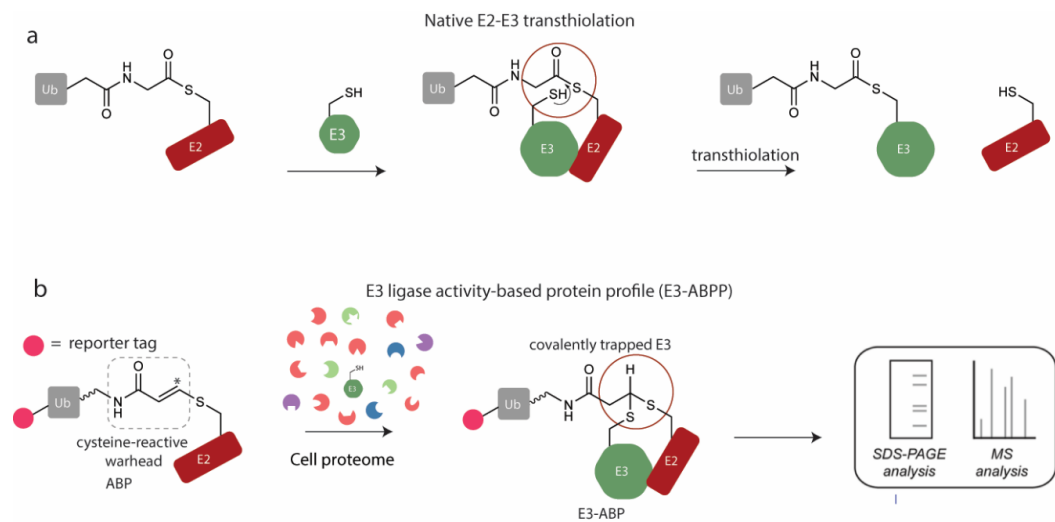 Native E2-E3 transthiolation
a
O
H
N
O
S
Ub
E2
SH
E3
O
H
N
O
S
SH
Ub
E3
E2
transthiolation
O
H
N
O
S
Ub
E3
HS
E2
b
E3 ligase activity-based protein profile (E3-ABPP)
= reporter tag
O
*
Ub
N
H
S
cysteine-reactive
warhead
ABP
E2
SH
E3
Cell proteome
covalently trapped E3
O
H
Ub
N
H
S
S
E3
E2
E3-ABP
SDS-PAGE
analysis
MS
analysis